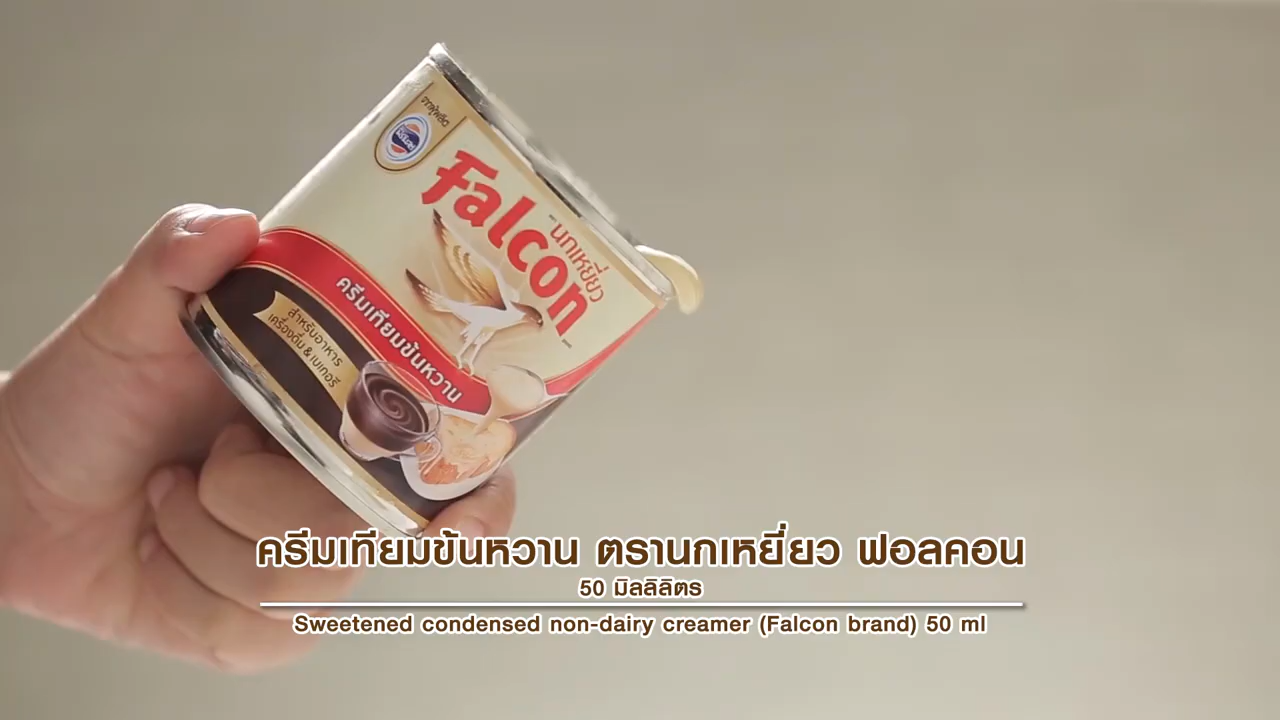 Falcon
นกเหยี่ยว
ครีมเทียมข้นหวาน
สำหรับอาหาร
เครื่องดื่ม & เบเกอรี่
ครีมเทียมข้นหวาน ตรานกเหยี่ยว ฟอลคอน
50 มิลลิลิตร
Sweetened condensed non-dairy creamer (Falcon brand) 50 ml